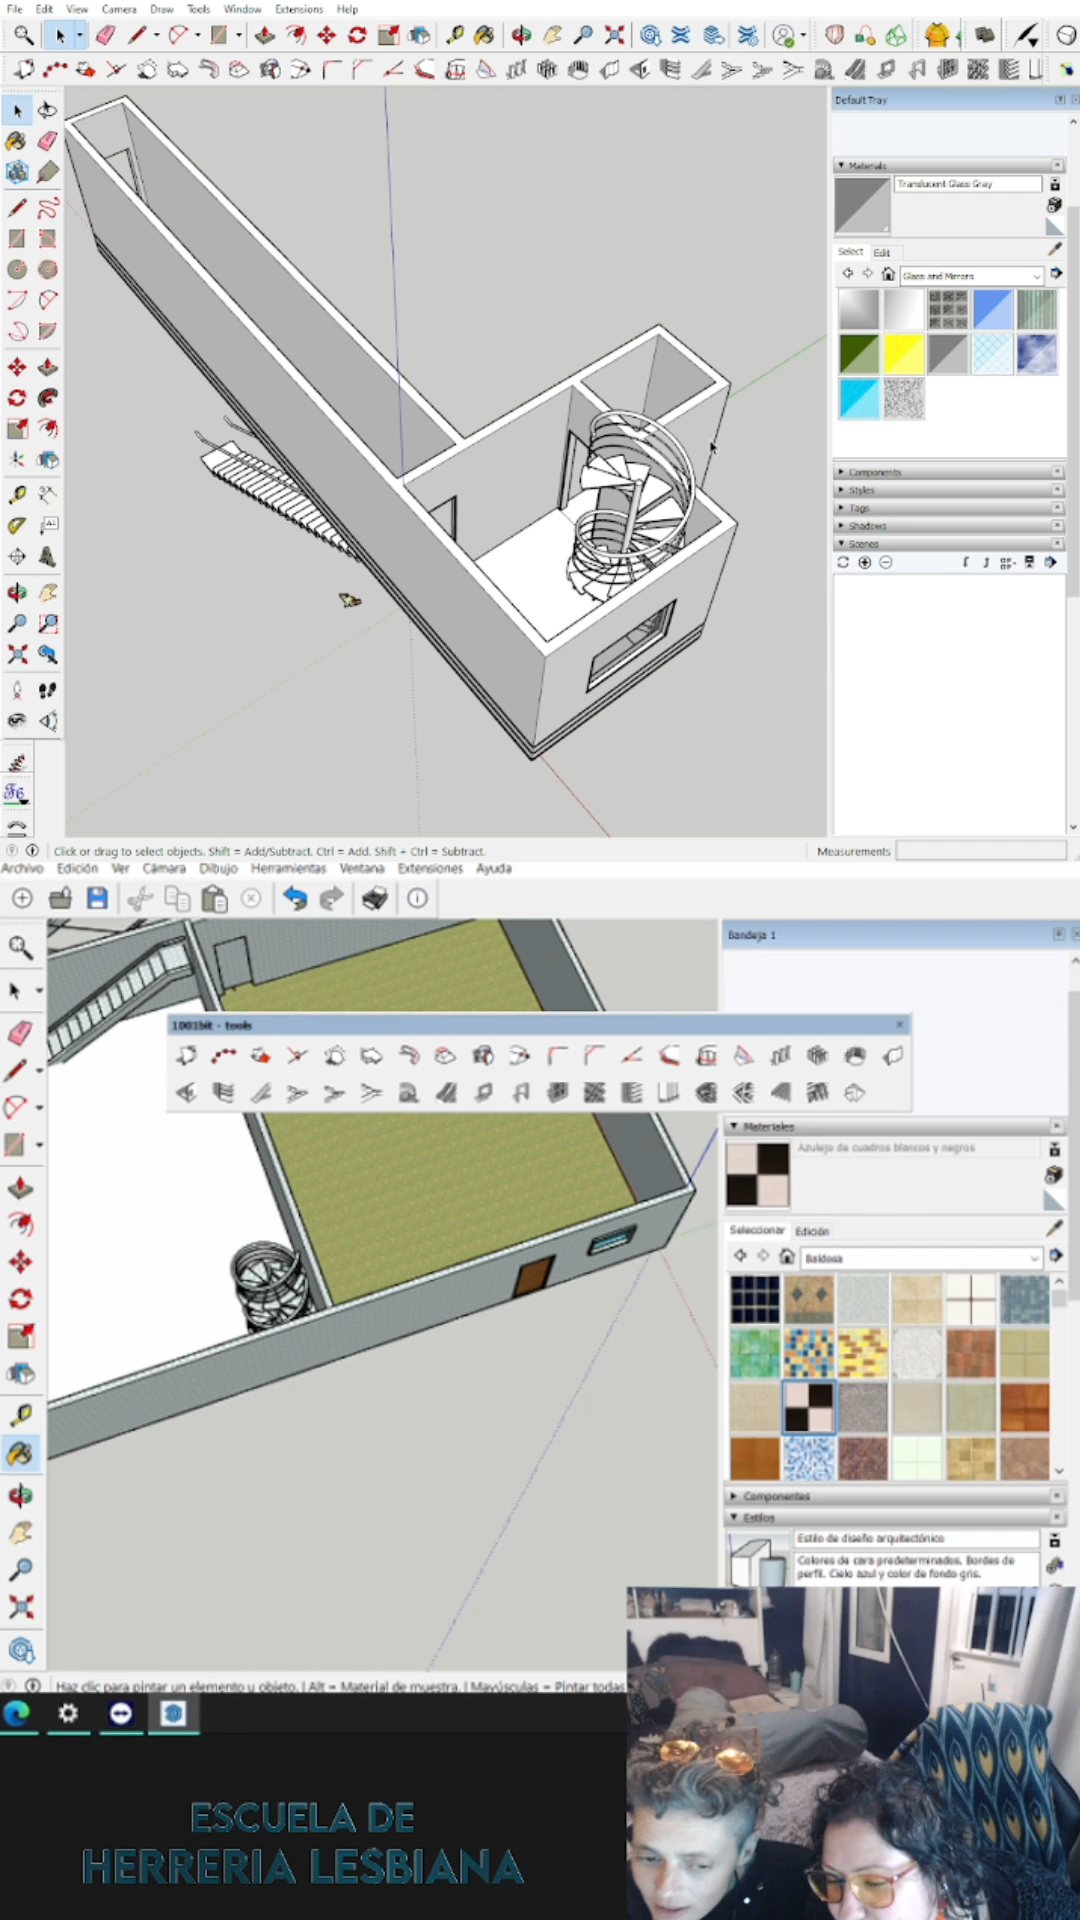 File Edit View Camera Draw Tools Window Extensions Help
Default Tray
Materials
Translucent Glass Gray
Select Edit
Glass and Mirrors
Components
Styles
Tags
Shadows
Scenes
Click or drag to select objects. Shift = Add/Subtract. Ctrl = Add. Shift + Ctrl = Subtract.
Measurements
Archivo Edición Ver Cámara Dibujo Herramientas Ventana Extensiones Ayuda
Bandeja 1
1001bit - tools
Materiales
Azulejo de cuadros blancos y negros
Seleccionar Edición
Baldosa
Componentes
Estilos
Estilo de diseño arquitectónico
Colores de cara predeterminados. Bordes de
perfil. Cielo azul y color de fondo gris.
Haz clic para pintar un elemento u objeto. | Alt = Material de muestra. | Mayúsculas = Pintar todas
ESCUELA DE
HERRERIA LESBIANA